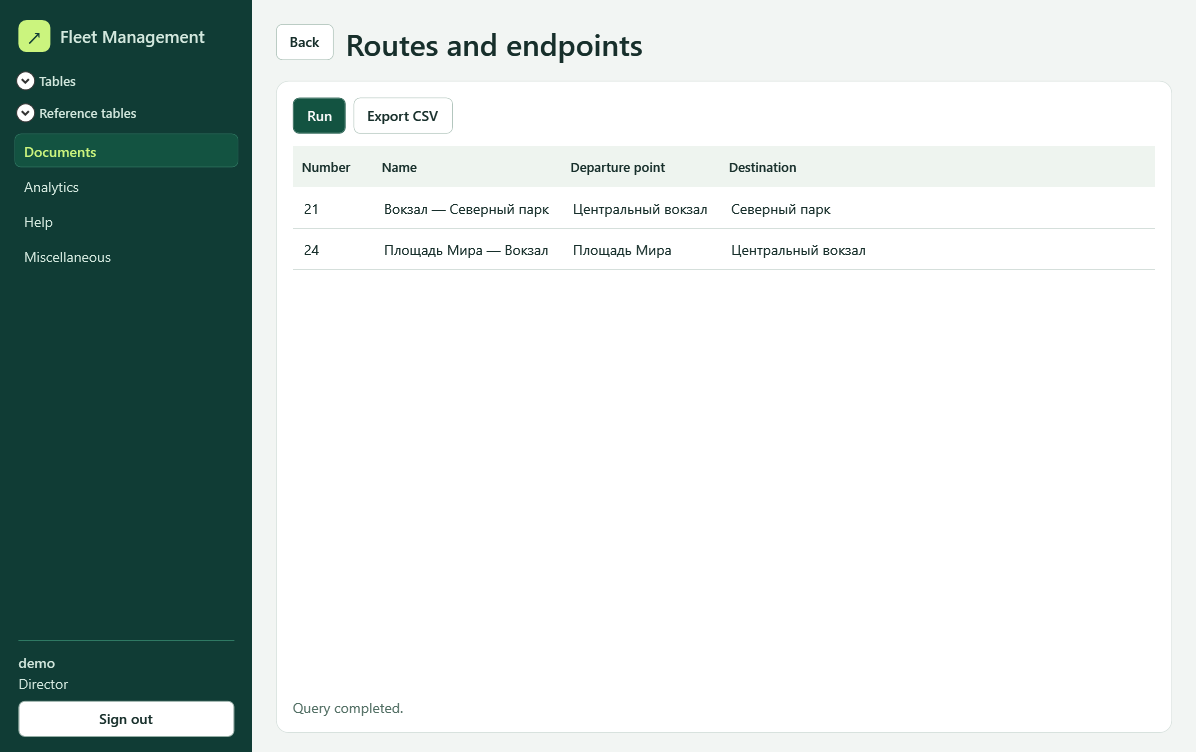 Fleet Management
Tables
Reference tables
Documents
Analytics
Help
Miscellaneous
demo
Director
Sign out
Back
Routes and endpoints
Run
Export CSV
Number Name Departure point Destination
21 Вокзал — Северный парк Центральный вокзал Северный парк
24 Площадь Мира — Вокзал Площадь Мира Центральный вокзал
Query completed.